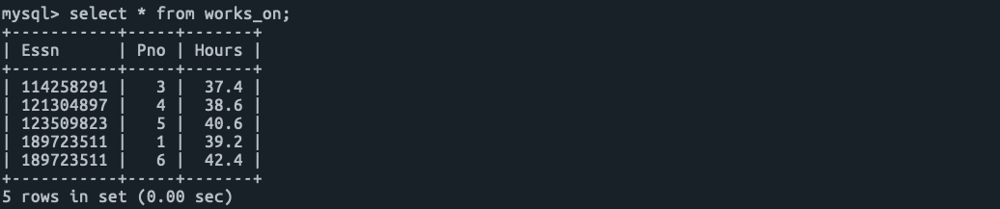 mysql> select * from works_on;
+-----------+-----+-------+
| Essn      | Pno | Hours |
+-----------+-----+-------+
| 114258291 |   3 |  37.4 |
| 121304897 |   4 |  38.6 |
| 123509823 |   5 |  40.6 |
| 189723511 |   1 |  39.2 |
| 189723511 |   6 |  42.4 |
+-----------+-----+-------+
5 rows in set (0.00 sec)